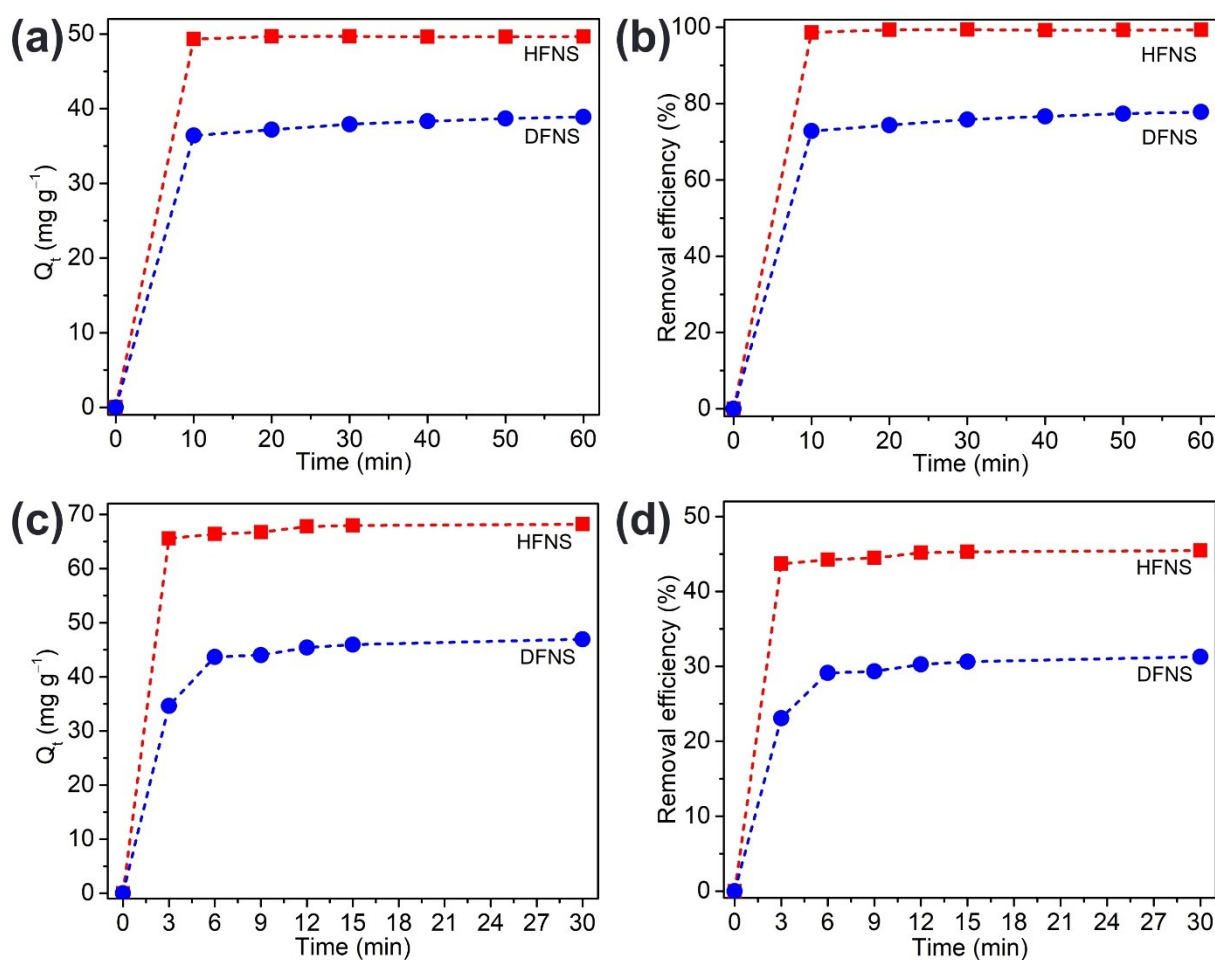 (a)
50
40
30
20
10
0
Qt (mg g−1)
HFNS
DFNS
0 10 20 30 40 50 60
Time (min)
(b)
100
80
60
40
20
0
Removal efficiency (%)
HFNS
DFNS
0 10 20 30 40 50 60
Time (min)
(c)
70
60
50
40
30
20
10
0
Qt (mg g−1)
HFNS
DFNS
0 3 6 9 12 15 18 21 24 27 30
Time (min)
(d)
50
40
30
20
10
0
Removal efficiency (%)
HFNS
DFNS
0 3 6 9 12 15 18 21 24 27 30
Time (min)